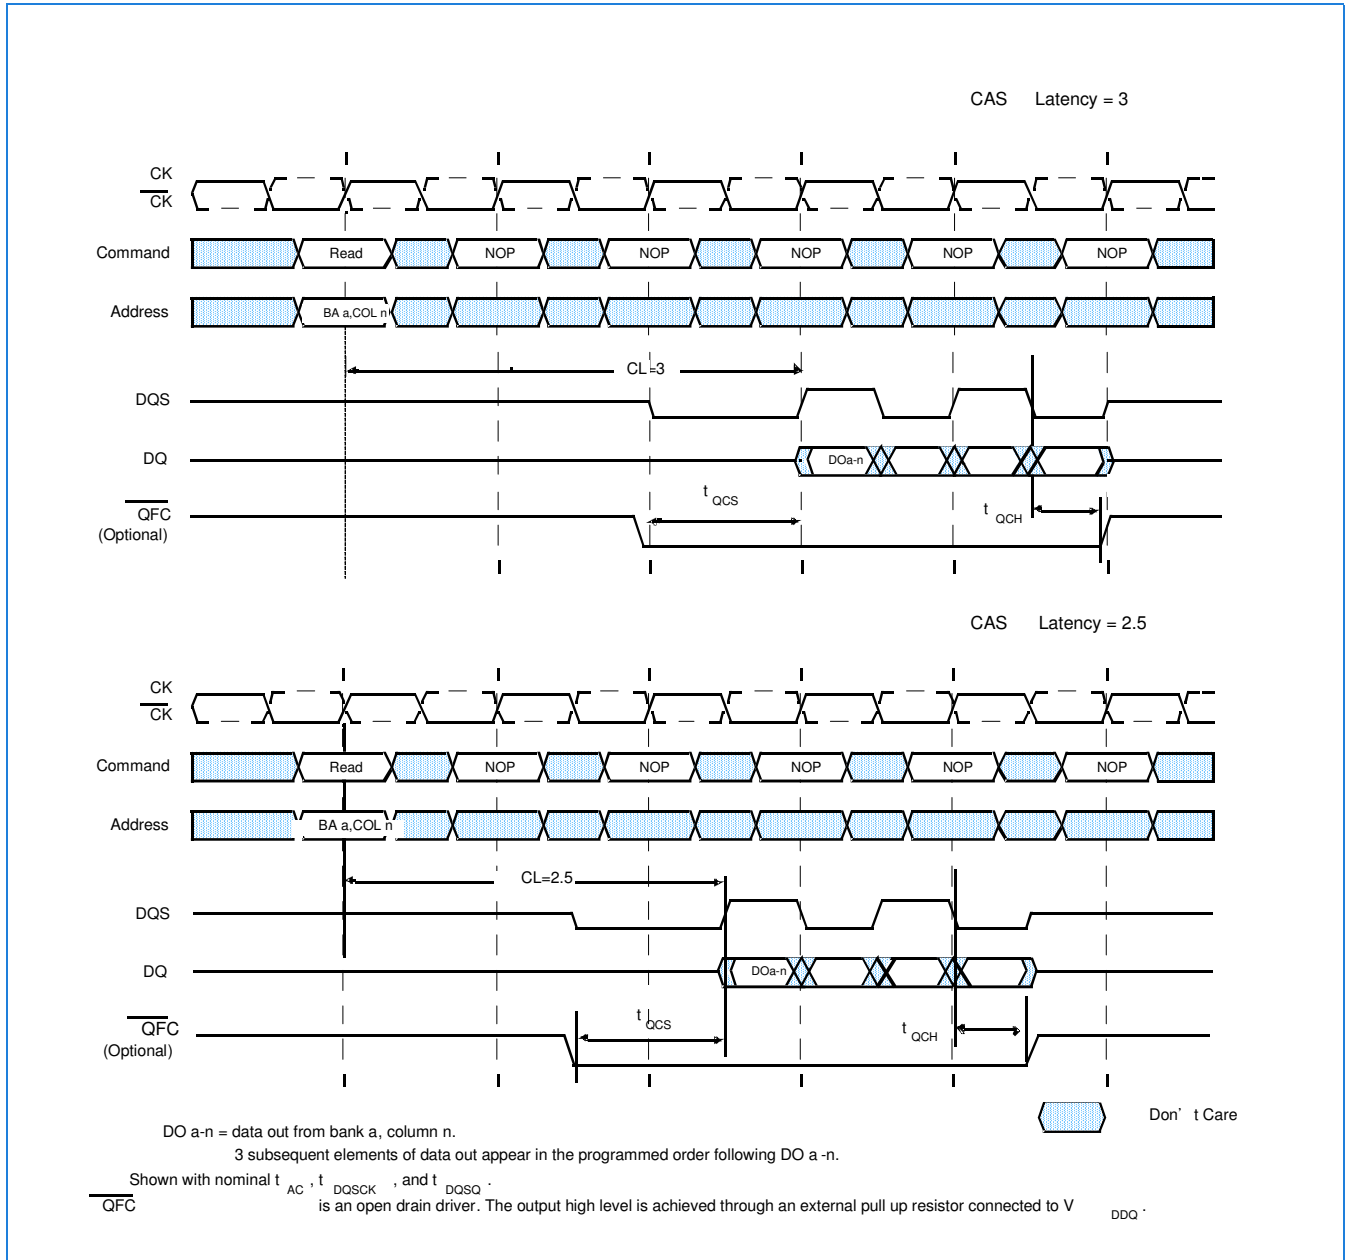 CAS Latency = 3
CK
CK
Command Read NOP NOP NOP NOP NOP
Address BA a,COL n
CL=3
DQS
DQ DOa-n
t QCS
t QCH
QFC
(Optional)
CAS Latency = 2.5
CK
CK
Command Read NOP NOP NOP NOP NOP
Address BA a,COL n
CL=2.5
DQS
DQ DOa-n
t QCS
t QCH
QFC
(Optional)
Don't Care
DO a-n = data out from bank a, column n.
3 subsequent elements of data out appear in the programmed order following DO a -n.
Shown with nominal t AC , t DQSCK , and t DQSQ .
QFC is an open drain driver. The output high level is achieved through an external pull up resistor connected to V DDQ .